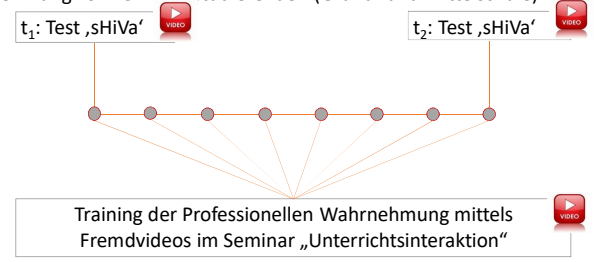 t1: Test ‚sHiVa‘
VIDEO
t2: Test ‚sHiVa‘
VIDEO
Training der Professionellen Wahrnehmung mittels
Fremdvideos im Seminar „Unterrichtsinteraktion“
VIDEO